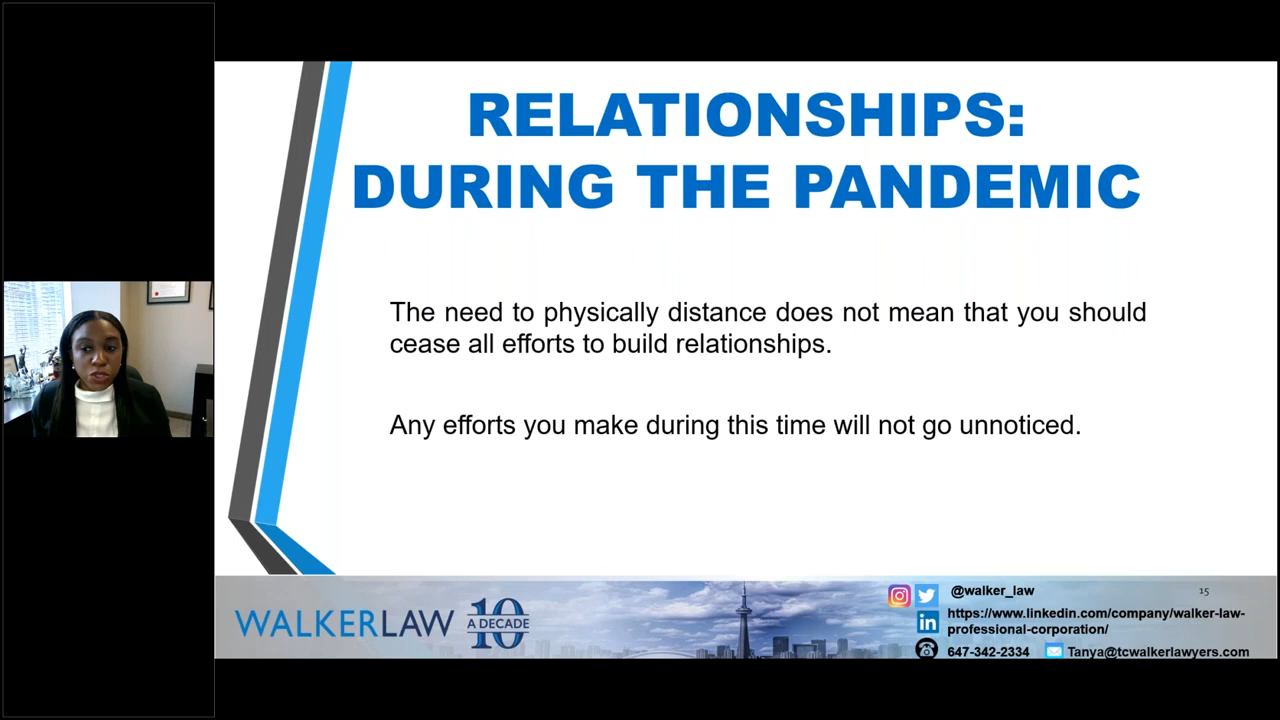 RELATIONSHIPS:
DURING THE PANDEMIC
The need to physically distance does not mean that you should
cease all efforts to build relationships.
Any efforts you make during this time will not go unnoticed.
WALKERLAW 10 A DECADE
@walker_law
15
https://www.linkedin.com/company/walker-law-
professional-corporation/
647-342-2334 Tanya@tcwalkerlawyers.com